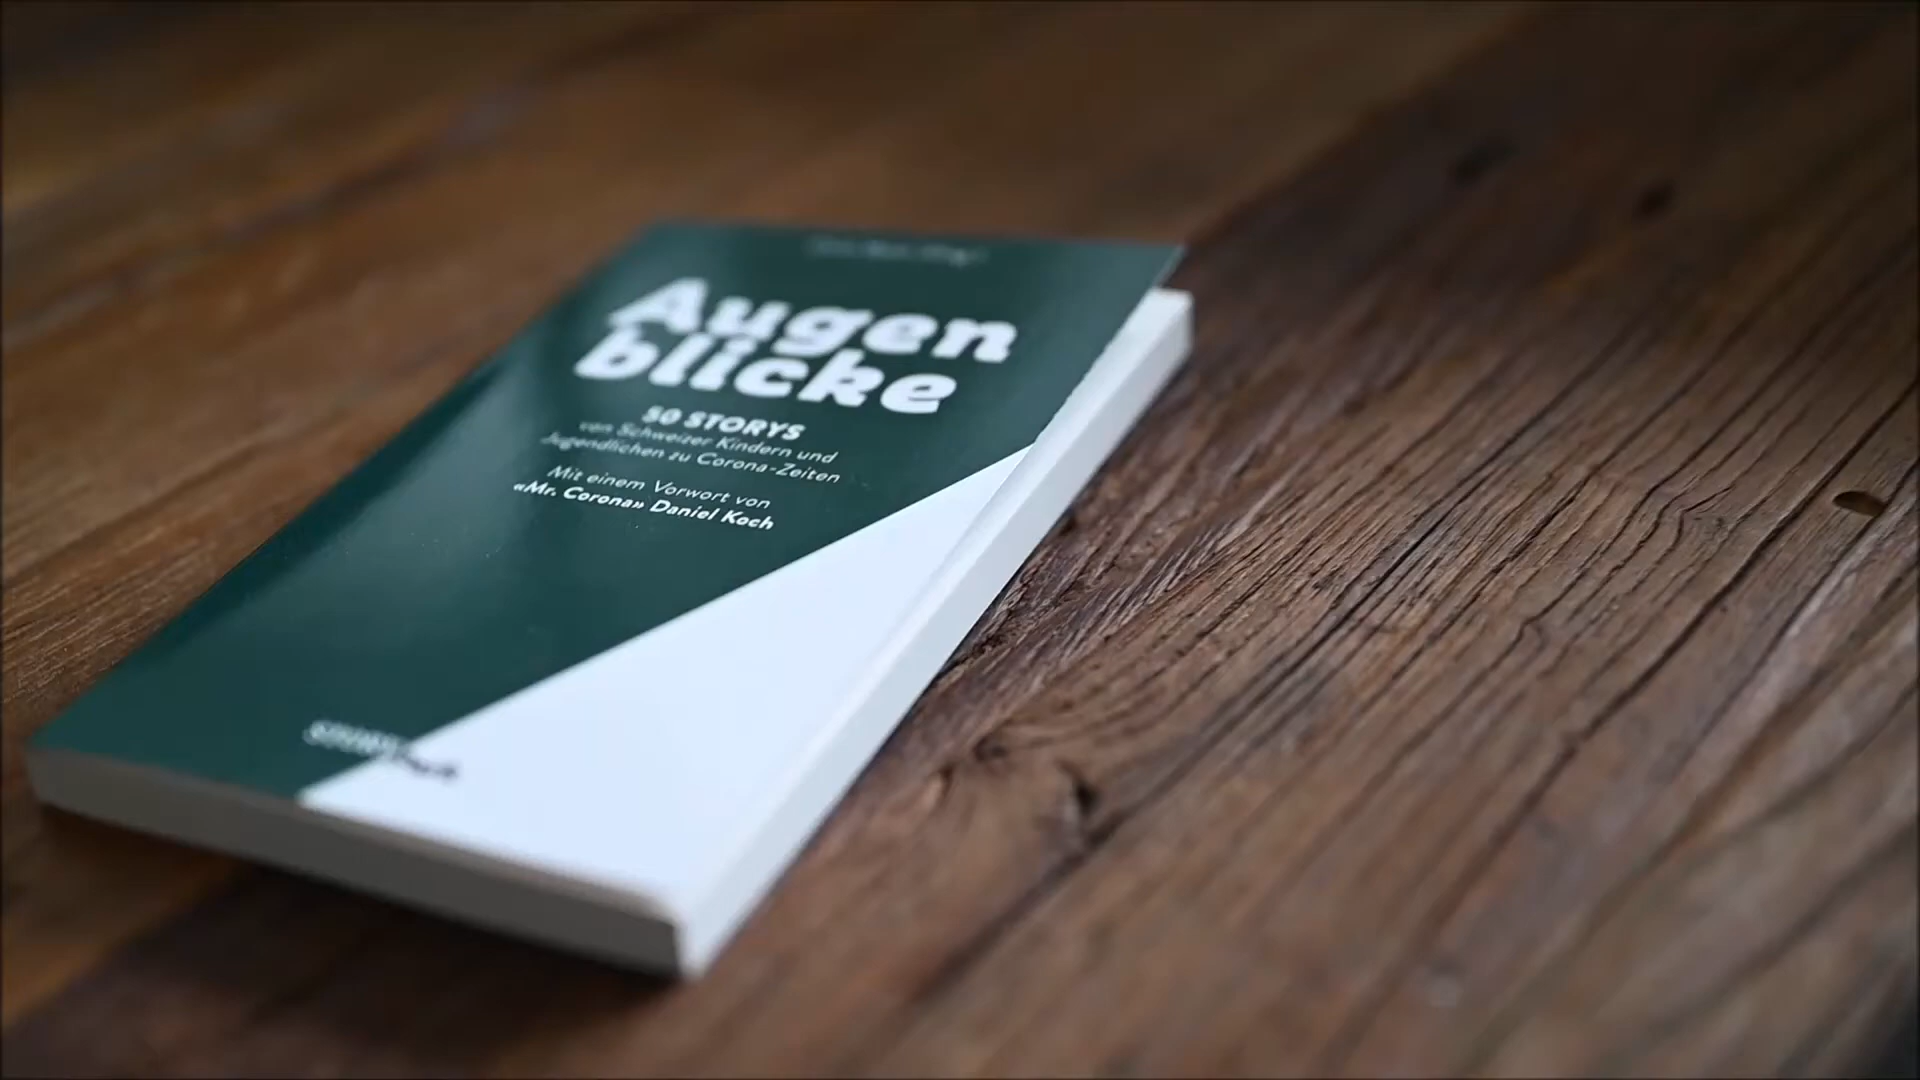 Augen
blicke
50 STORYS
von Schweizer Kindern und
Jugendlichen zu Corona-Zeiten
Mit einem Vorwort von
«Mr. Corona» Daniel Koch